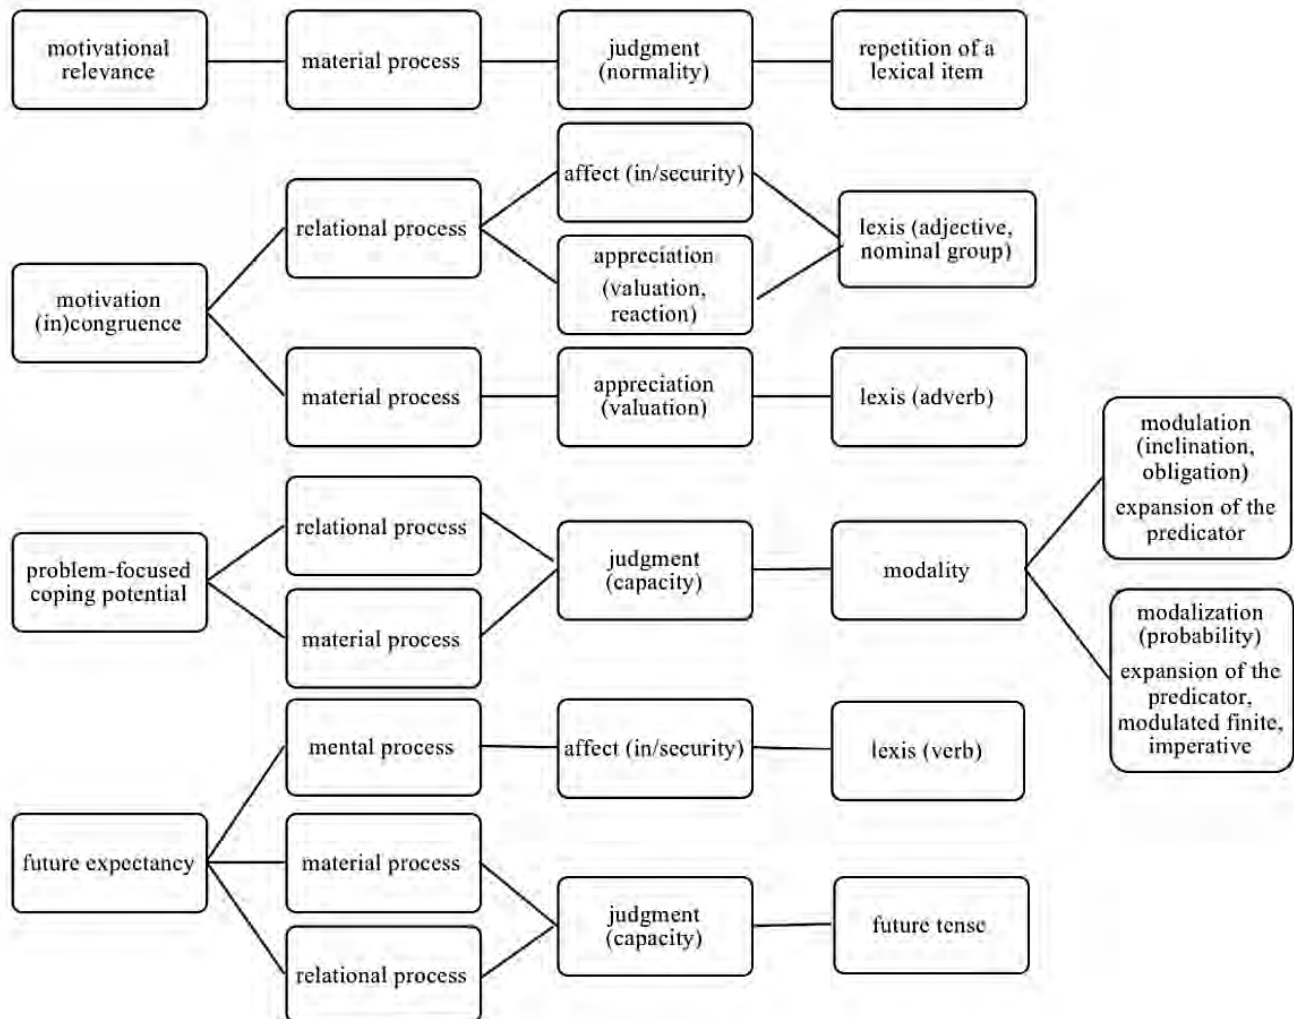 motivational
relevance
material process
judgment
(normality)
repetition of a
lexical item
motivation
(in)congruence
relational process
affect (in/security)
appreciation
(valuation,
reaction)
lexis (adjective,
nominal group)
material process
appreciation
(valuation)
lexis (adverb)
problem-focused
coping potential
relational process
material process
judgment
(capacity)
modality
modulation
(inclination,
obligation)
expansion of the
predicator
modalization
(probability)
expansion of the
predicator,
modulated finite,
imperative
future expectancy
mental process
affect (in/security)
lexis (verb)
material process
relational process
judgment
(capacity)
future tense